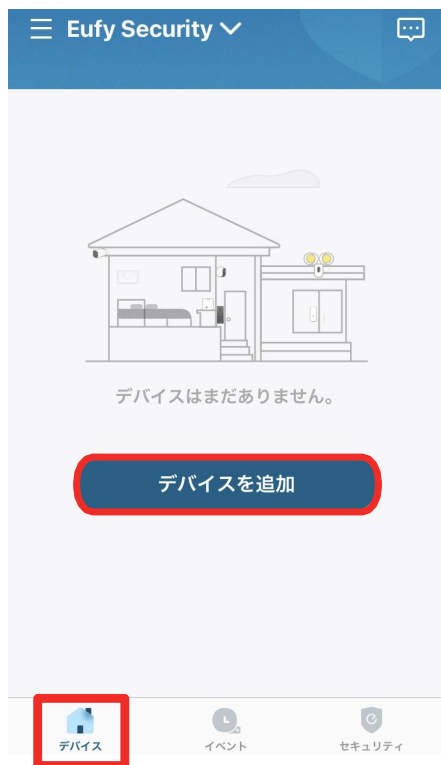 Eufy Security
デバイスはまだありません。
デバイスを追加
デバイス
イベント
セキュリティ